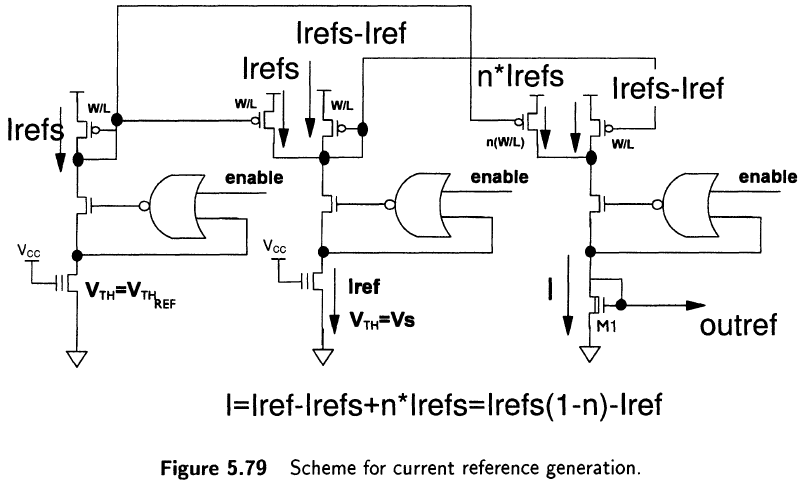 Irefs-Iref
Irefs
n*Irefs
Irefs-Iref
Irefs
W/L
W/L
W/L
n(W/L)
W/L
enable
enable
enable
VCC
VCC
VTH=VTHREF
Iref
VTH=Vs
I
M1
outref
I=Iref-Irefs+n*Irefs=Irefs(1-n)-Iref
Figure 5.79 Scheme for current reference generation.